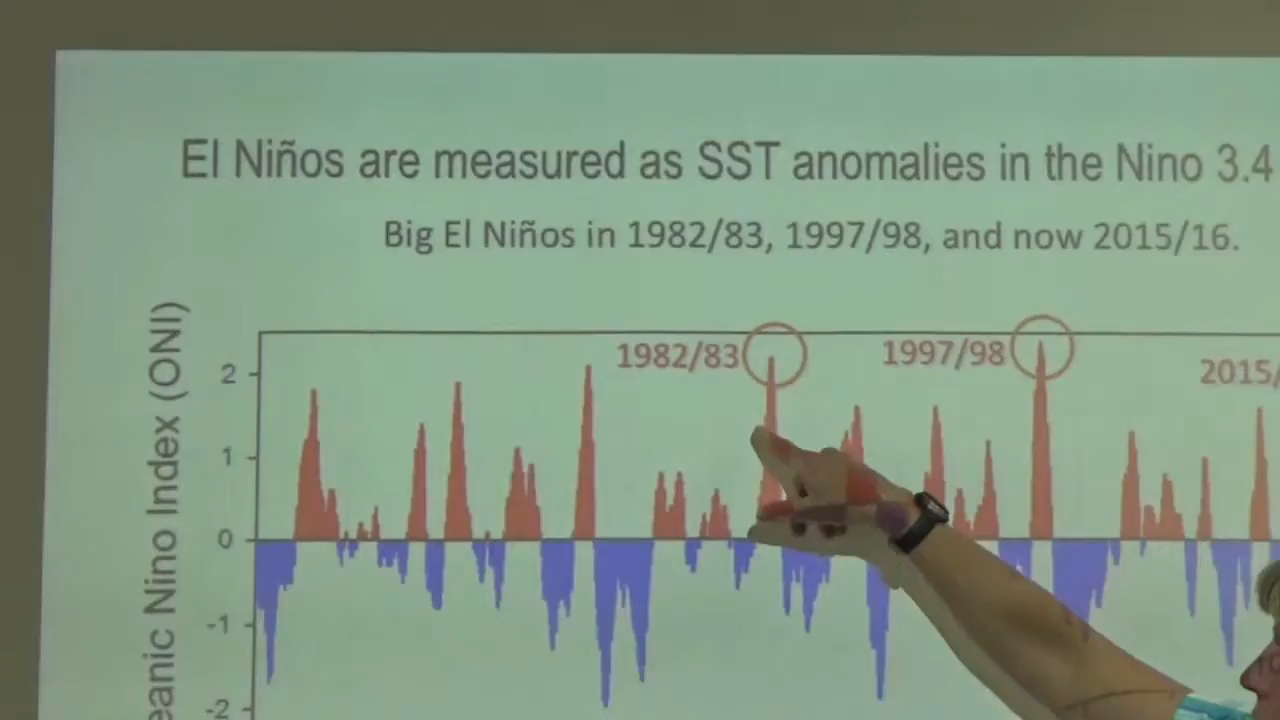 El Niños are measured as SST anomalies in the Nino 3.4
Big El Niños in 1982/83, 1997/98, and now 2015/16.
1982/83
1997/98
2015/
eanic Nino Index (ONI)
2
1
0
-1
-2